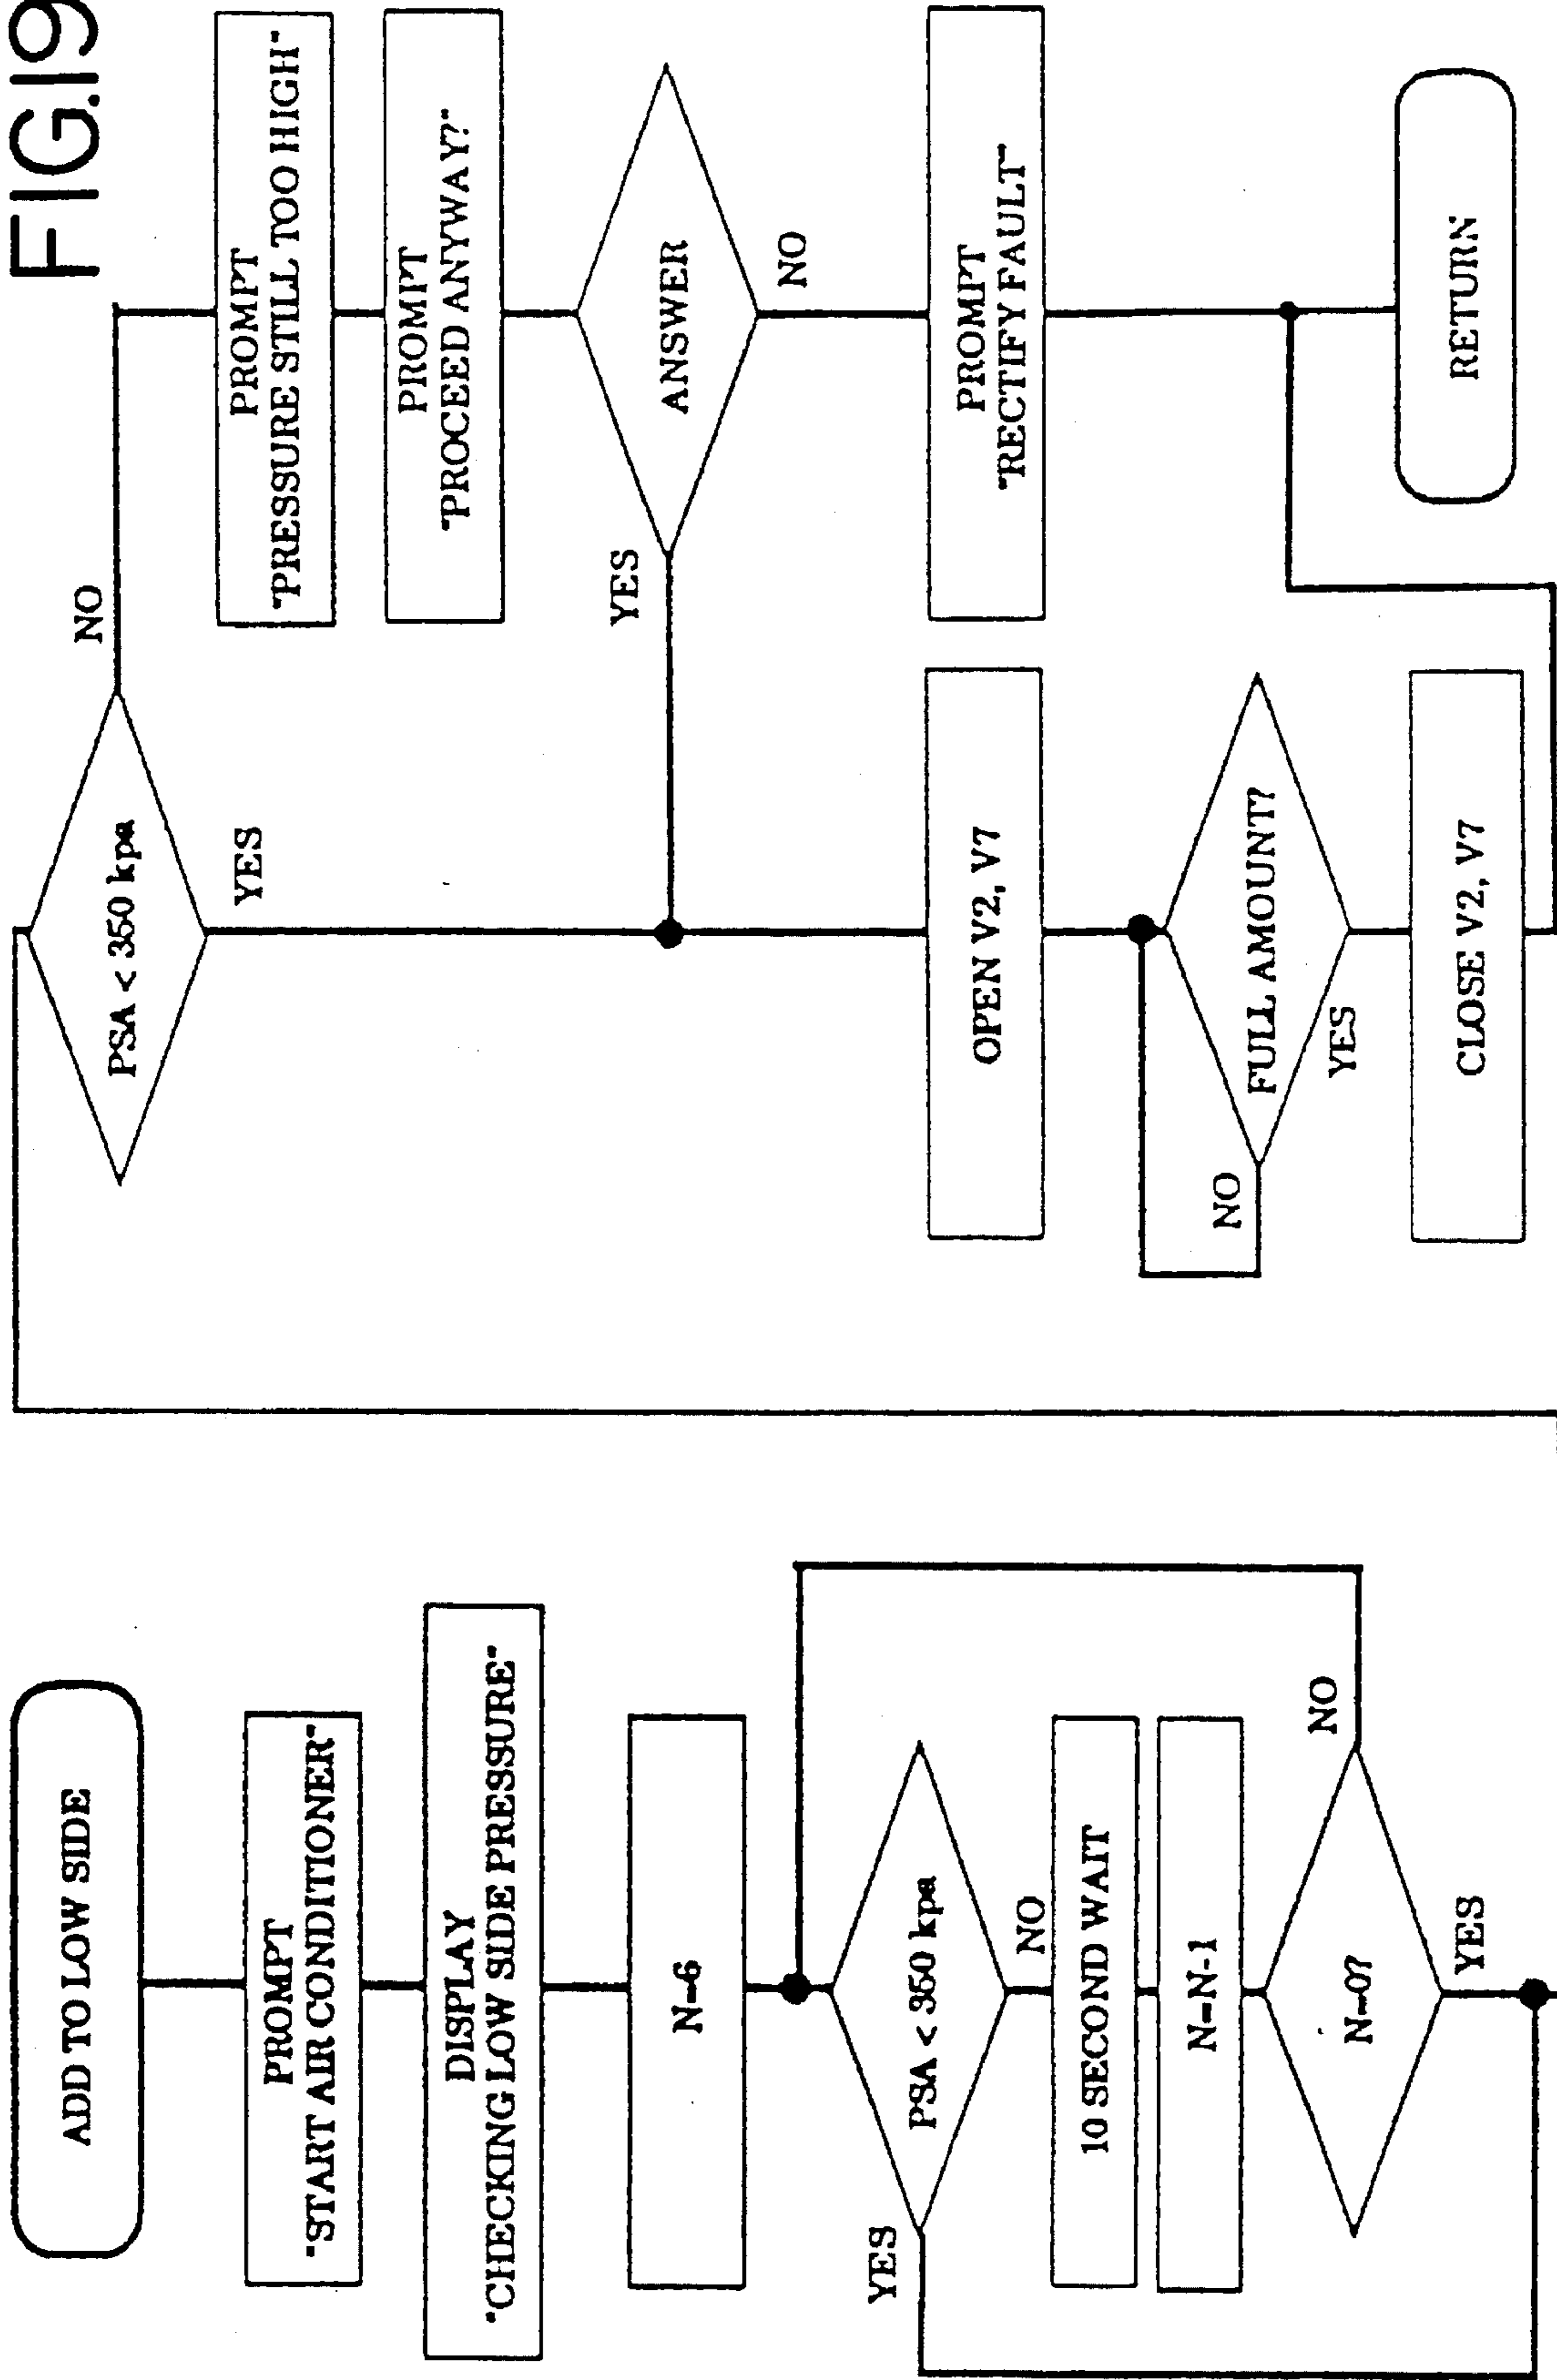 FIG.19
ADD TO LOW SIDE
PROMPT
"START AIR CONDITIONER"
DISPLAY
"CHECKING LOW SIDE PRESSURE"
N=6
PSA < 350 kpa
YES
NO
10 SECOND WAIT
N=N-1
N=0?
NO
YES
PSA < 350 kpa
NO
YES
PROMPT
"PRESSURE STILL TOO HIGH"
PROMPT
"PROCEED ANYWAY?"
ANSWER
YES
NO
PROMPT
"RECTIFY FAULT"
OPEN V2, V7
FULL AMOUNT?
NO
YES
CLOSE V2, V7
RETURN